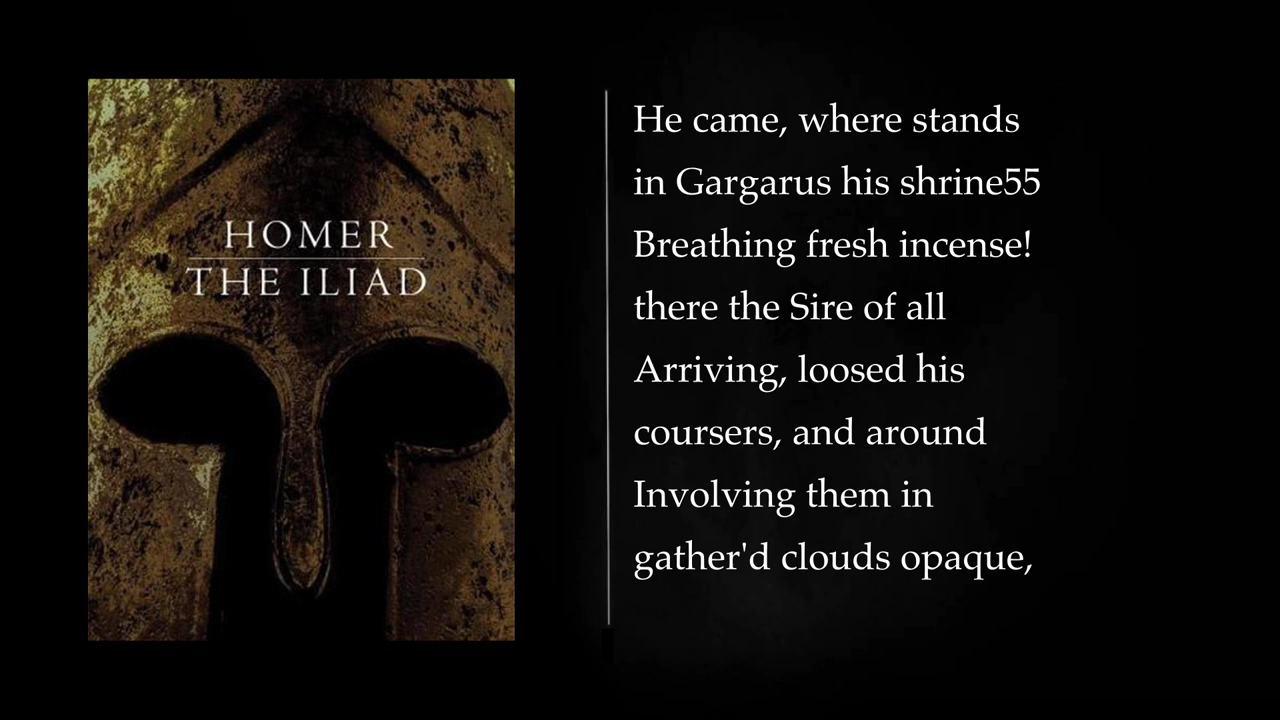 HOMER
THE ILIAD
He came, where stands
in Gargarus his shrine55
Breathing fresh incense!
there the Sire of all
Arriving, loosed his
coursers, and around
Involving them in
gather'd clouds opaque,